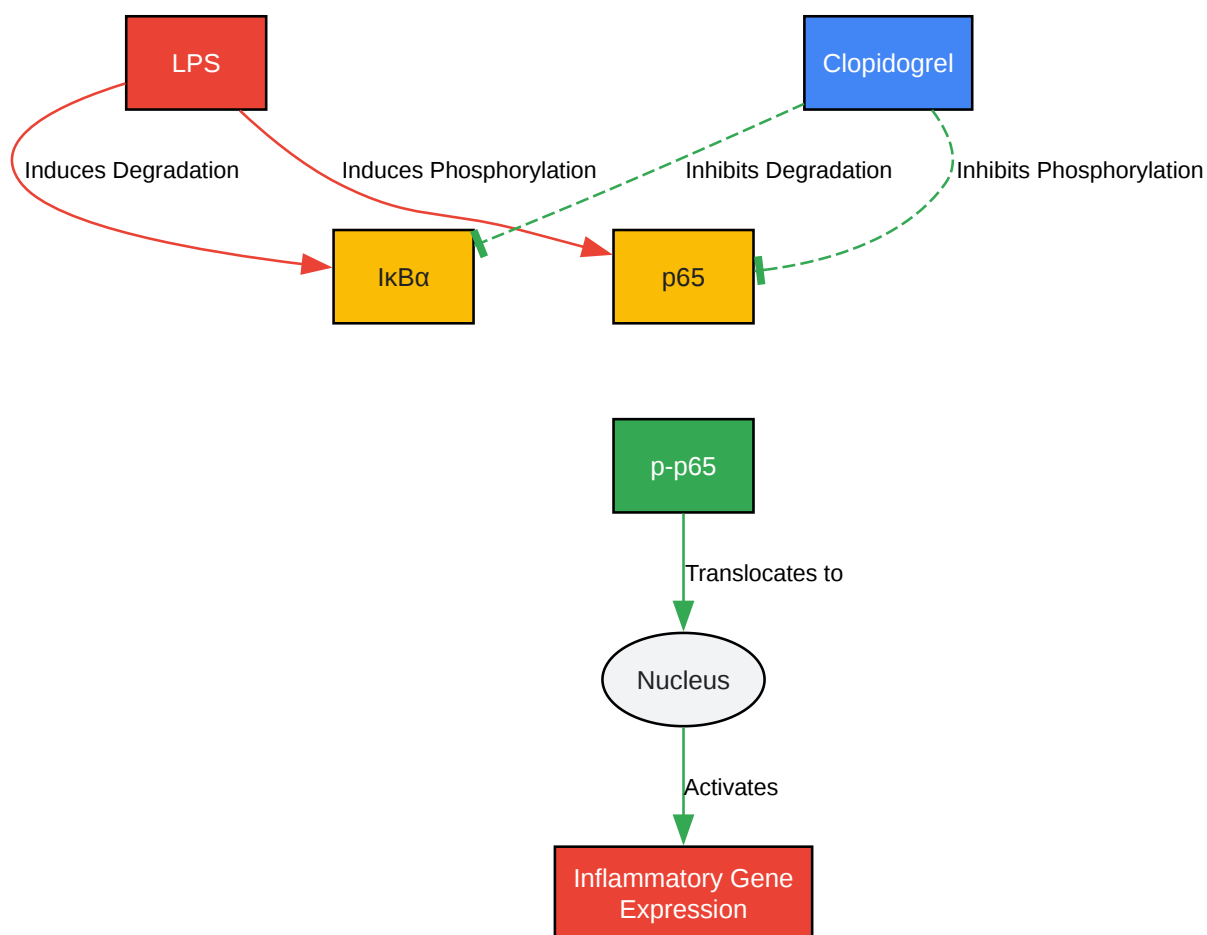 LPS
Clopidogrel
Induces Degradation
Induces Phosphorylation
Inhibits Degradation
Inhibits Phosphorylation
IκBα
p65
p-p65
Translocates to
Nucleus
Activates
Inflammatory Gene
Expression